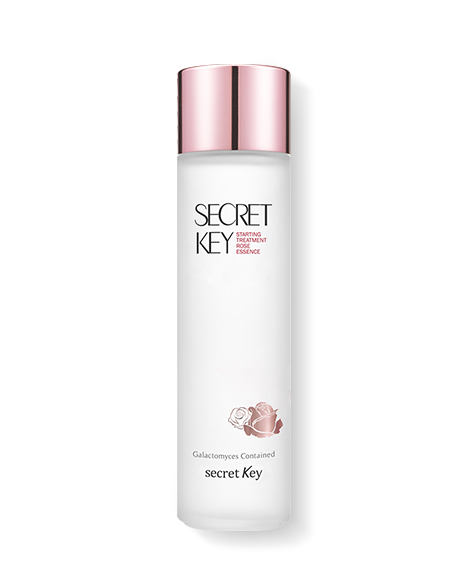 SECRET
KEY
STARTING
TREATMENT
ROSE
ESSENCE
Galactomyces Contained
secret Key